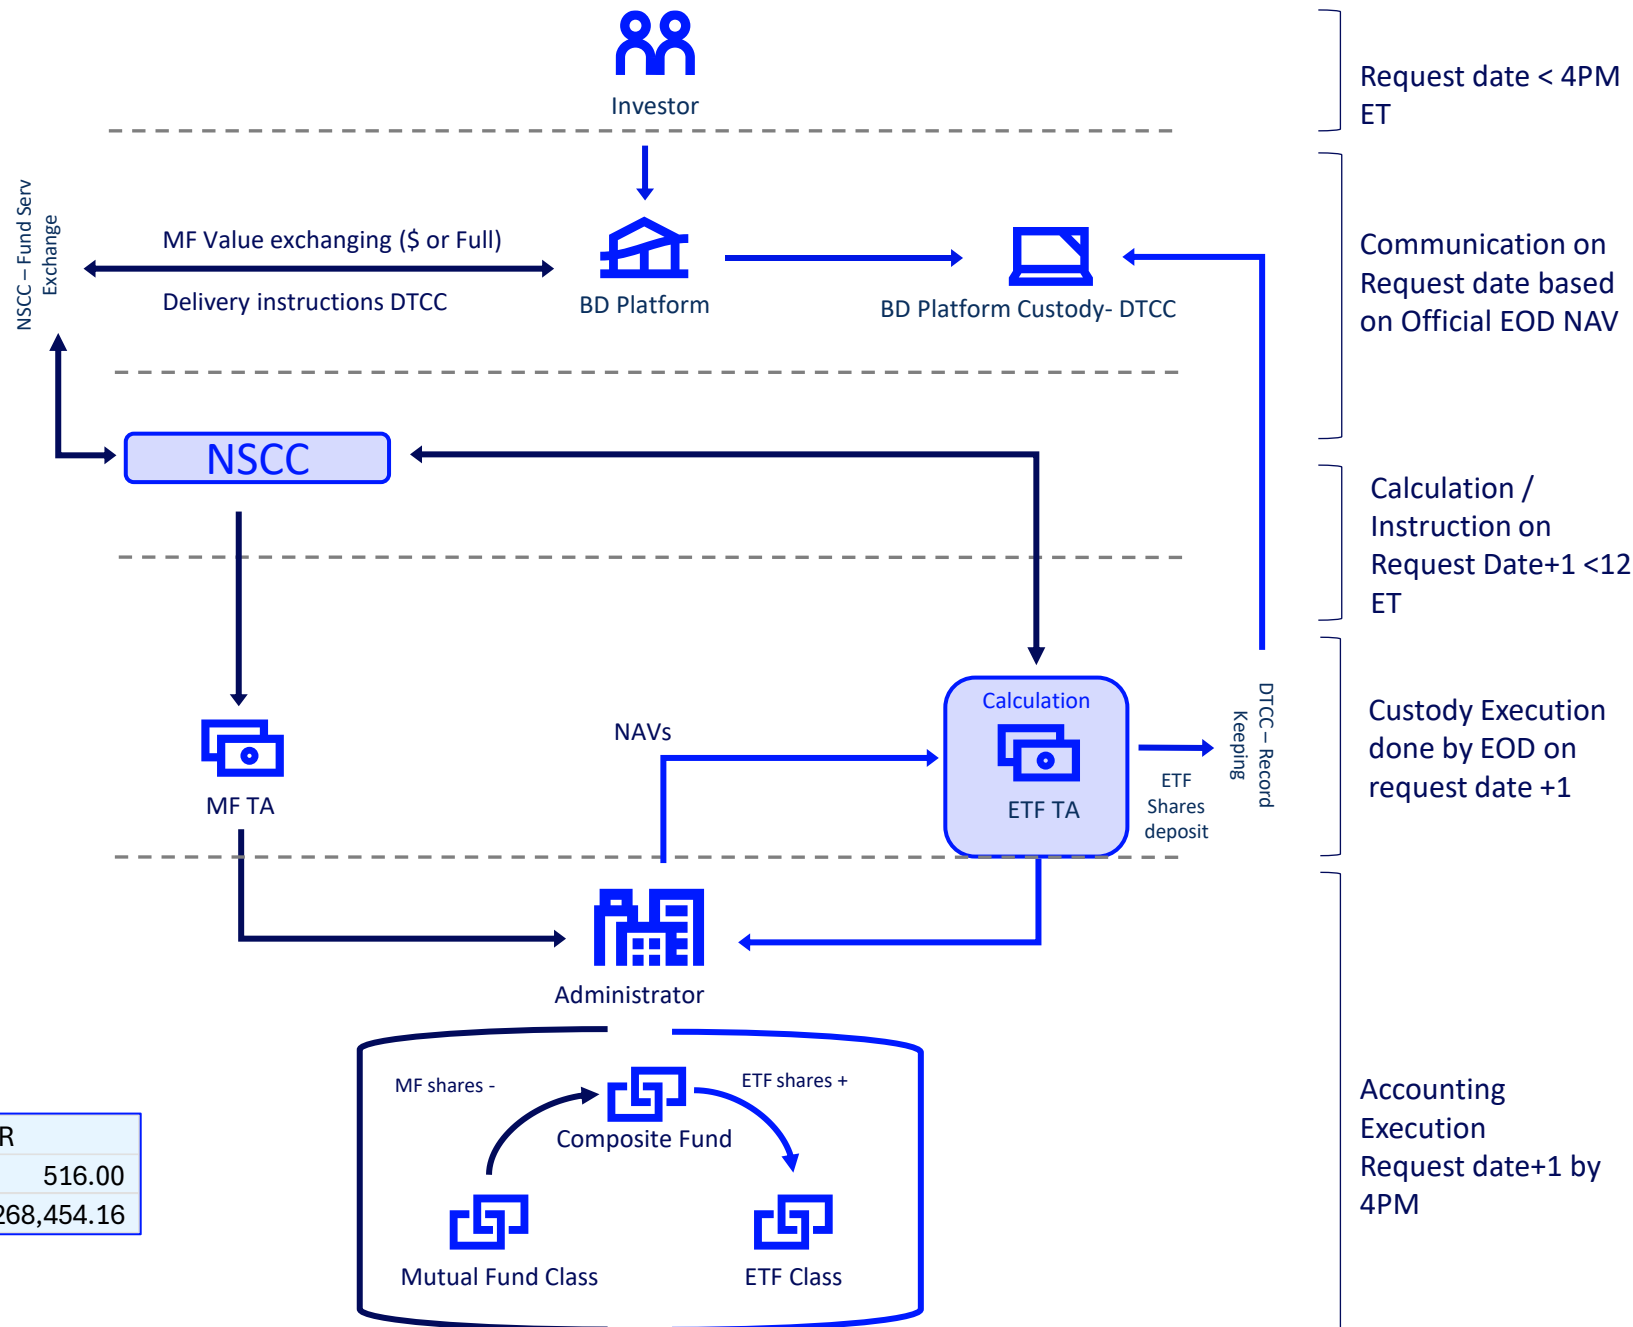 Investor
Request date < 4PM
ET
NSCC – Fund Serv
Exchange
MF Value exchanging ($ or Full)
Delivery instructions DTCC
BD Platform
BD Platform Custody- DTCC
Communication on
Request date based
on Official EOD NAV
NSCC
Calculation /
Instruction on
Request Date+1 <12
ET
MF TA
NAVs
Calculation
ETF TA
ETF
Shares
deposit
DTCC – Record
Keeping
Custody Execution
done by EOD on
request date +1
Administrator
MF shares -
ETF shares +
Composite Fund
Mutual Fund Class
ETF Class
Accounting
Execution
Request date+1 by
4PM
R
516.00
268,454.16